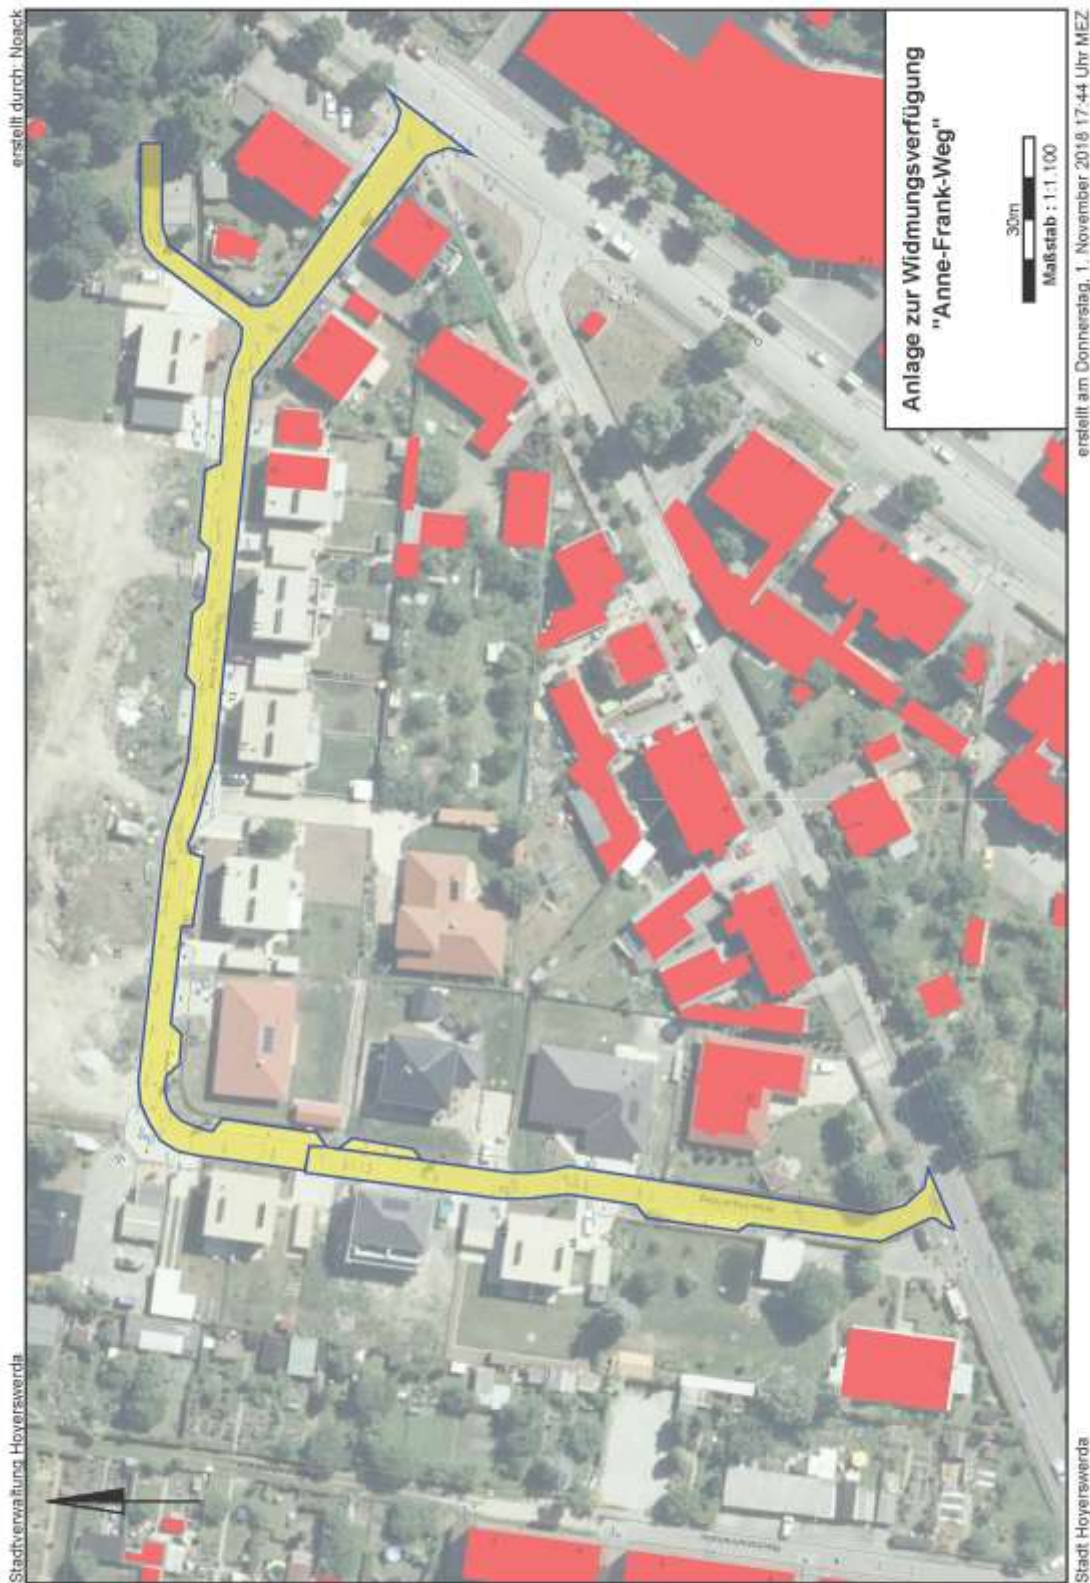 Stadtverwaltung Hoyerswerda
erstellt durch: Noack
Anlage zur Widmungsverfügung
"Anne-Frank-Weg"
30m
Maßstab : 1:1.100
Stadt Hoyerswerda
erstellt am Donnerstag, 1. November 2018 17:44 Uhr MEZ